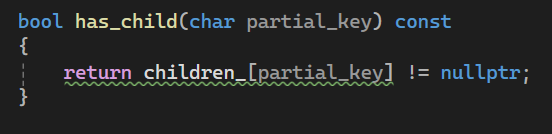 bool has_child(char partial_key) const
{
    return children_[partial_key] != nullptr;
}